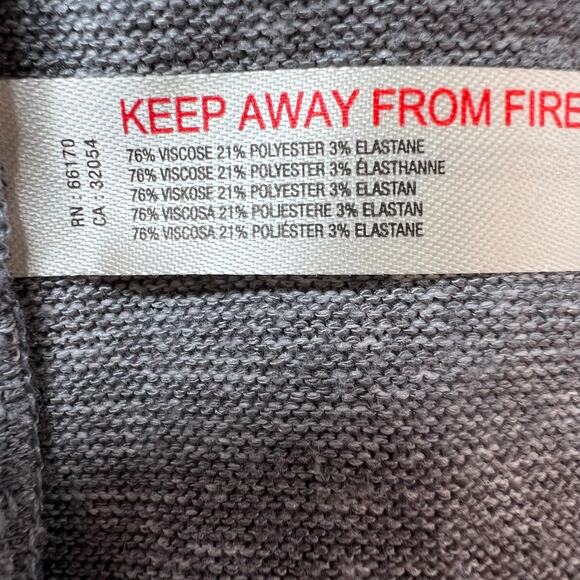 KEEP AWAY FROM FIRE
76% VISCOSE 21% POLYESTER 3% ELASTANE
76% VISCOSE 21% POLYESTER 3% ÉLASTHANNE
76% VISKOSE 21% POLYESTER 3% ELASTAN
76% VISCOSA 21% POLIESTERE 3% ELASTAN
76% VISCOSA 21% POLIÉSTER 3% ELASTANE
RN : 66170
CA : 32054